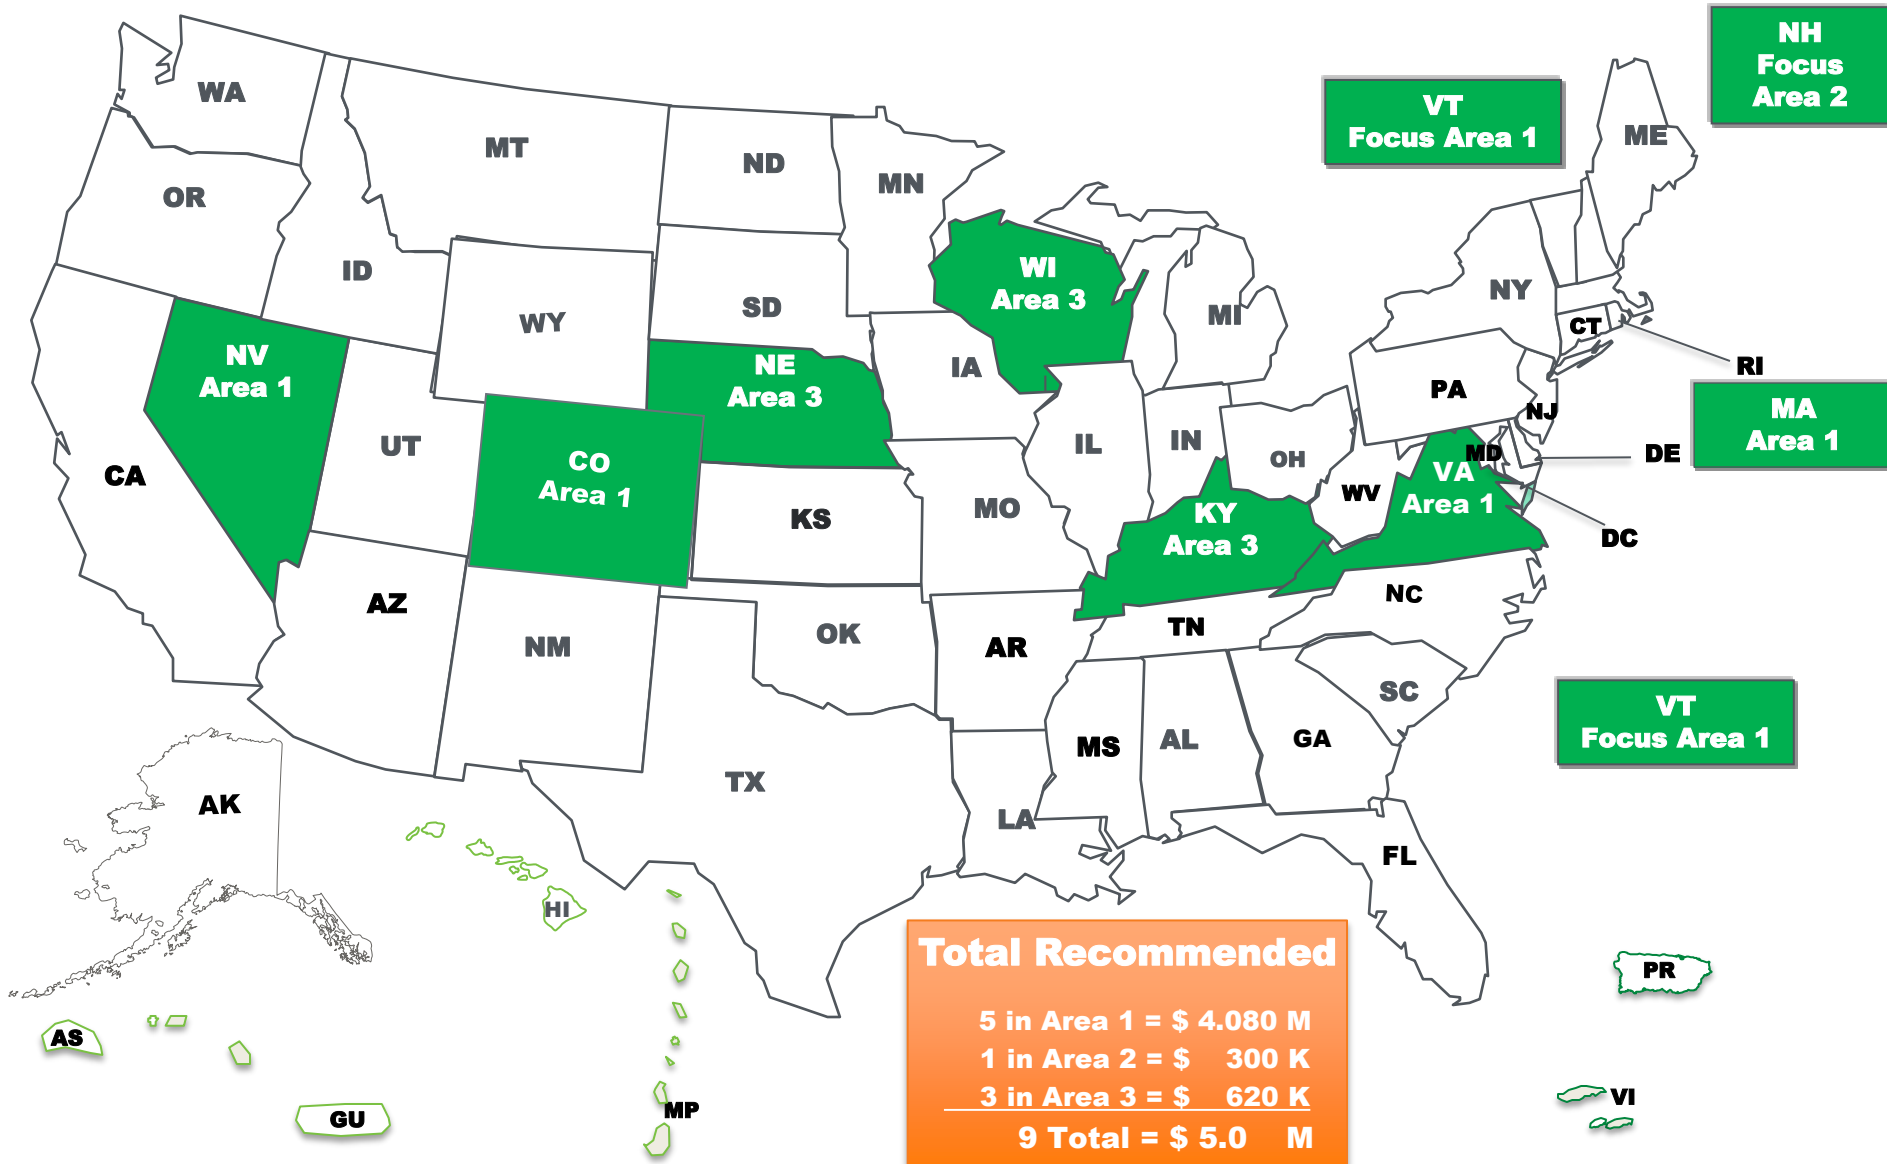 NH
Focus
Area 2
VT
Focus Area 1
WA
MT
ND
MN
ME
OR
ID
WY
SD
WI
Area 3
MI
NY
CT
RI
NV
Area 1
NE
Area 3
IA
PA
NJ
MA
Area 1
UT
CO
Area 1
IL
IN
OH
MD
DE
CA
KS
MO
WV
VA
Area 1
KY
Area 3
DC
AZ
NM
OK
AR
TN
NC
SC
VT
Focus Area 1
TX
LA
MS
AL
GA
AK
FL
HI
Total Recommended
5 in Area 1 = $ 4.080 M
1 in Area 2 = $ 300 K
3 in Area 3 = $ 620 K
9 Total = $ 5.0 M
PR
AS
GU
MP
VI